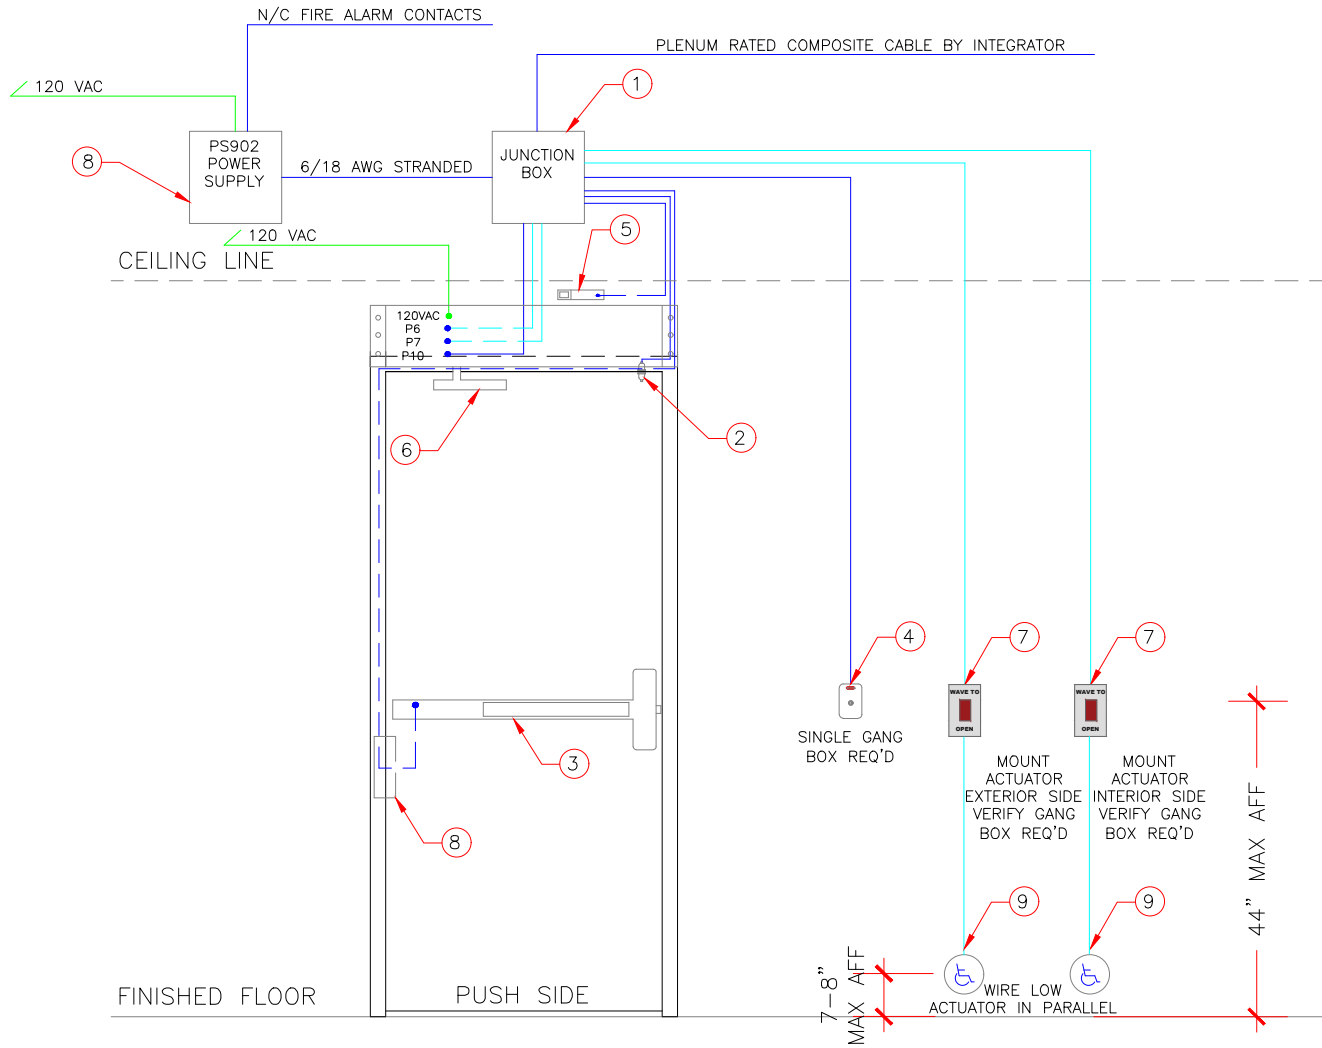 N/C FIRE ALARM CONTACTS
PLENUM RATED COMPOSITE CABLE BY INTEGRATOR
120 VAC
1
PS902
POWER
SUPPLY
8
6/18 AWG STRANDED
JUNCTION
BOX
5
120 VAC
CEILING LINE
120VAC
P6
P7
P10
6
2
4
7
7
WAVE TO
OPEN
WAVE TO
OPEN
SINGLE GANG
BOX REQ'D
3
8
MOUNT
ACTUATOR
EXTERIOR SIDE
VERIFY GANG
BOX REQ'D
MOUNT
ACTUATOR
INTERIOR SIDE
VERIFY GANG
BOX REQ'D
44" MAX AFF
9
9
7-8"
MAX AFF
WIRE LOW
ACTUATOR IN PARALLEL
FINISHED FLOOR
PUSH SIDE